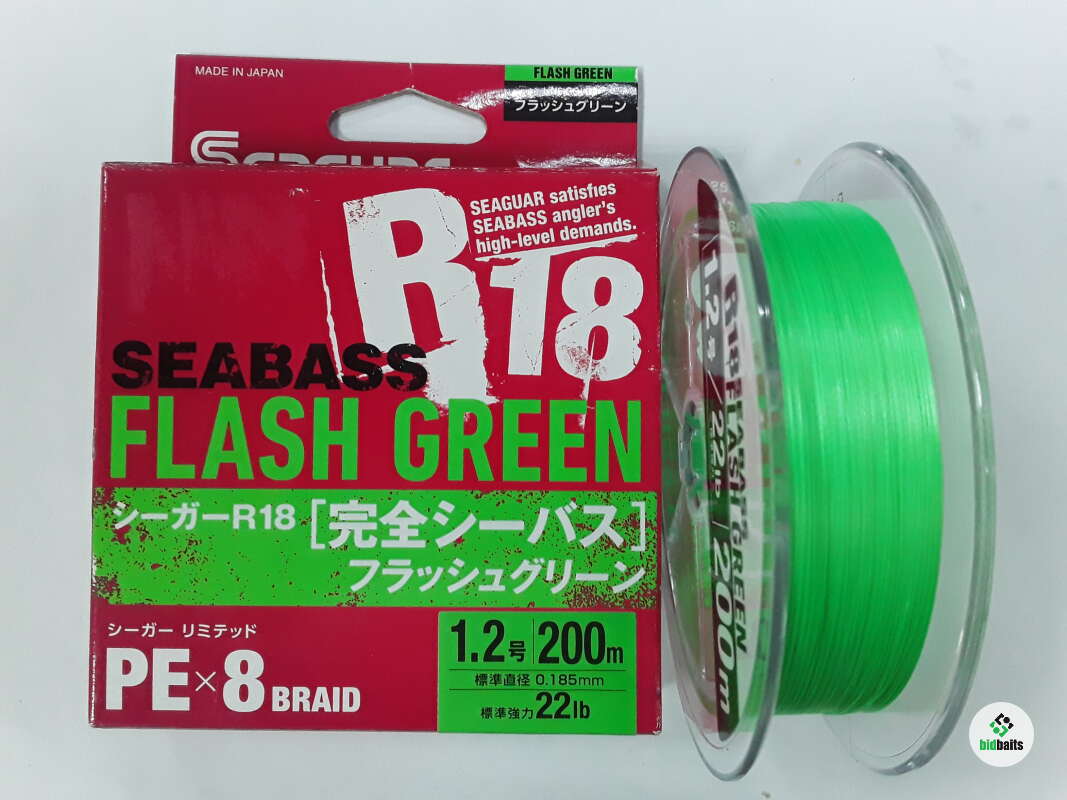 MADE IN JAPAN
FLASH GREEN
フラッシュグリーン
R18
SEAGUAR satisfies
SEABASS angler's
high-level demands.
SEABASS
FLASH GREEN
シーガーR18 [完全シーバス]
フラッシュグリーン
シーガー リミテッド
PE×8 BRAID
1.2号 200m
標準直径 0.185mm
標準強力 22lb
R18
FLASH GREEN
1.2号 22lb 200m
bidbaits